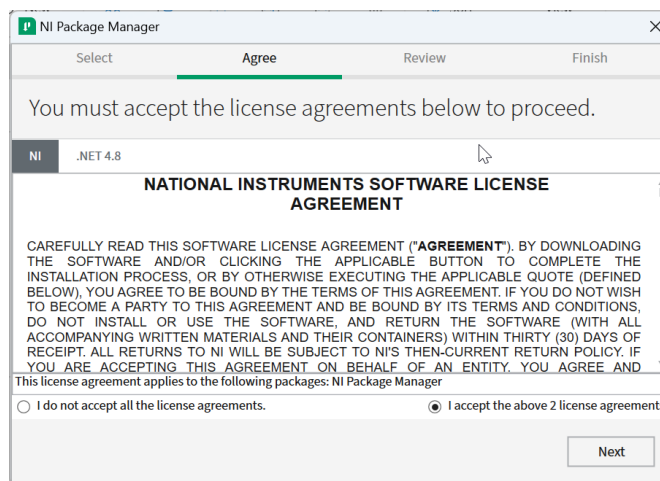 NI Package Manager
Select Agree Review Finish
You must accept the license agreements below to proceed.
NI .NET 4.8
NATIONAL INSTRUMENTS SOFTWARE LICENSE
AGREEMENT
CAREFULLY READ THIS SOFTWARE LICENSE AGREEMENT ("AGREEMENT"). BY DOWNLOADING
THE SOFTWARE AND/OR CLICKING THE APPLICABLE BUTTON TO COMPLETE THE
INSTALLATION PROCESS, OR BY OTHERWISE EXECUTING THE APPLICABLE QUOTE (DEFINED
BELOW), YOU AGREE TO BE BOUND BY THE TERMS OF THIS AGREEMENT. IF YOU DO NOT WISH
TO BECOME A PARTY TO THIS AGREEMENT AND BE BOUND BY ITS TERMS AND CONDITIONS,
DO NOT INSTALL OR USE THE SOFTWARE, AND RETURN THE SOFTWARE (WITH ALL
ACCOMPANYING WRITTEN MATERIALS AND THEIR CONTAINERS) WITHIN THIRTY (30) DAYS OF
RECEIPT. ALL RETURNS TO NI WILL BE SUBJECT TO NI'S THEN-CURRENT RETURN POLICY. IF
YOU ARE ACCEPTING THIS AGREEMENT ON BEHALF OF AN ENTITY, YOU AGREE AND
This license agreement applies to the following packages: NI Package Manager
I do not accept all the license agreements. I accept the above 2 license agreement
Next